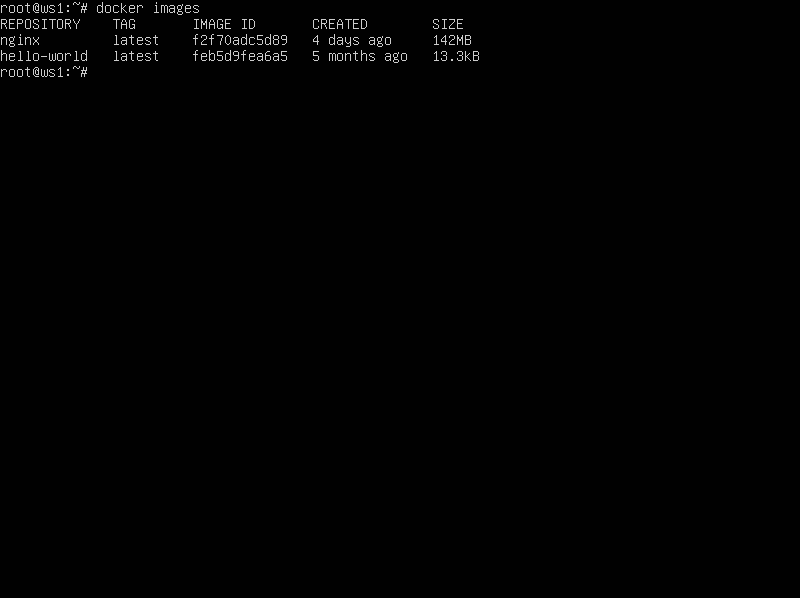 root@ws1:~# docker images
REPOSITORY    TAG       IMAGE ID       CREATED        SIZE
nginx         latest    f2f70adc5d89   4 days ago     142MB
hello-world   latest    feb5d9fea6a5   5 months ago   13.3kB
root@ws1:~#